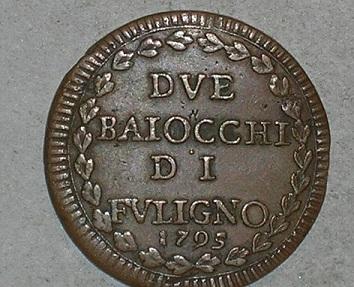 DVE
BAIOCCHI
DI
FVLIGNO
1795